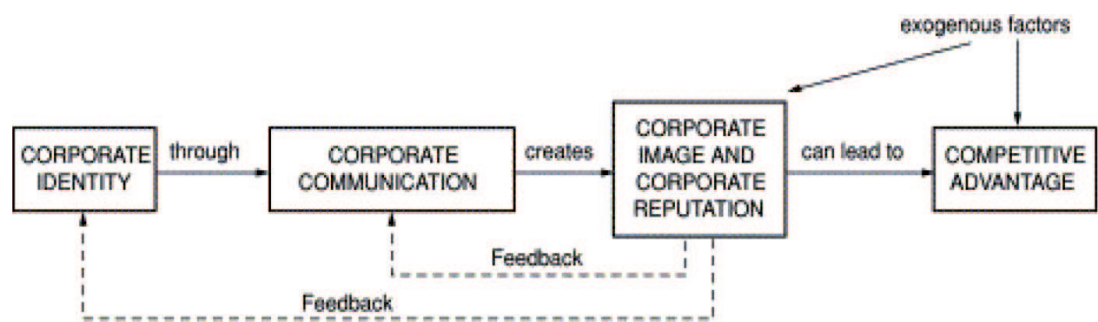 exogenous factors
CORPORATE
IDENTITY
through
CORPORATE
COMMUNICATION
creates
CORPORATE
IMAGE AND
CORPORATE
REPUTATION
can lead to
COMPETITIVE
ADVANTAGE
Feedback
Feedback